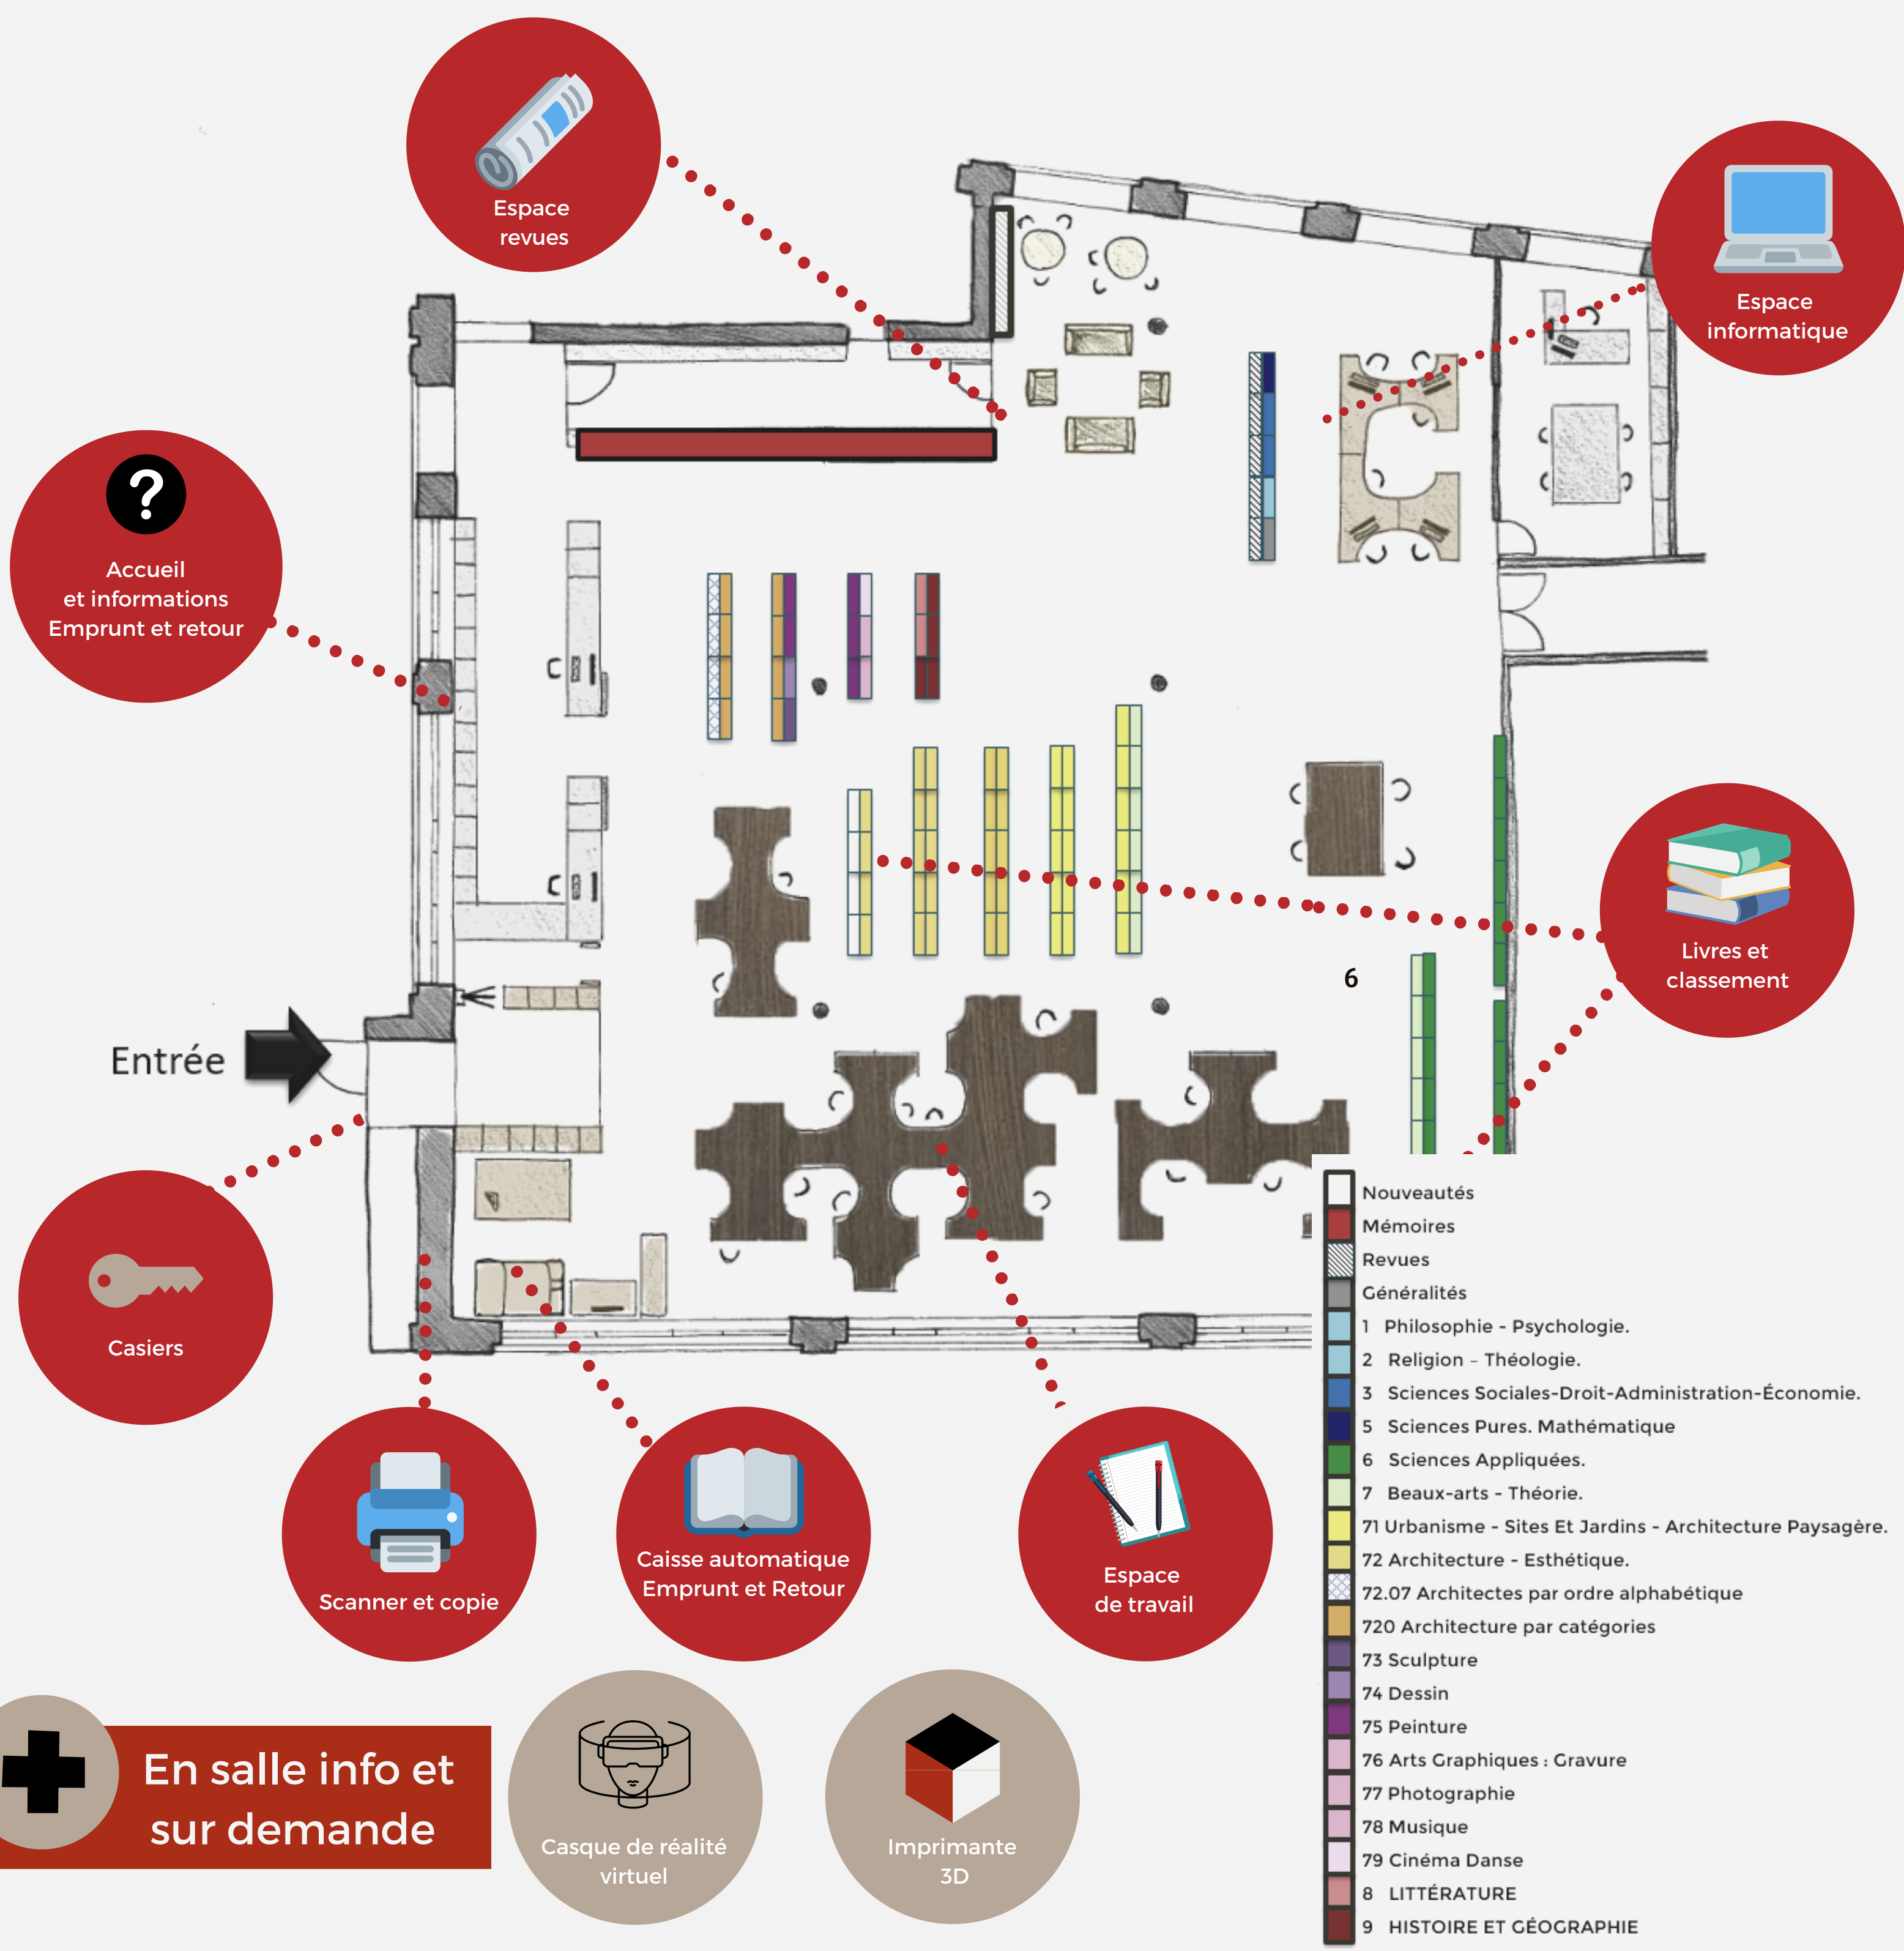 Espace
revues
Espace
informatique
?
Accueil
et informations
Emprunt et retour
Livres et
classement
6
Entrée
Casiers
Scanner et copie
Caisse automatique
Emprunt et Retour
Espace
de travail
Nouveautés
Mémoires
Revues
Généralités
1 Philosophie - Psychologie.
2 Religion – Théologie.
3 Sciences Sociales-Droit-Administration-Économie.
5 Sciences Pures. Mathématique
6 Sciences Appliquées.
7 Beaux-arts - Théorie.
71 Urbanisme - Sites Et Jardins - Architecture Paysagère.
72 Architecture - Esthétique.
72.07 Architectes par ordre alphabétique
720 Architecture par catégories
73 Sculpture
74 Dessin
75 Peinture
76 Arts Graphiques : Gravure
77 Photographie
78 Musique
79 Cinéma Danse
8 LITTÉRATURE
9 HISTOIRE ET GÉOGRAPHIE
En salle info et
sur demande
Casque de réalité
virtuel
Imprimante
3D